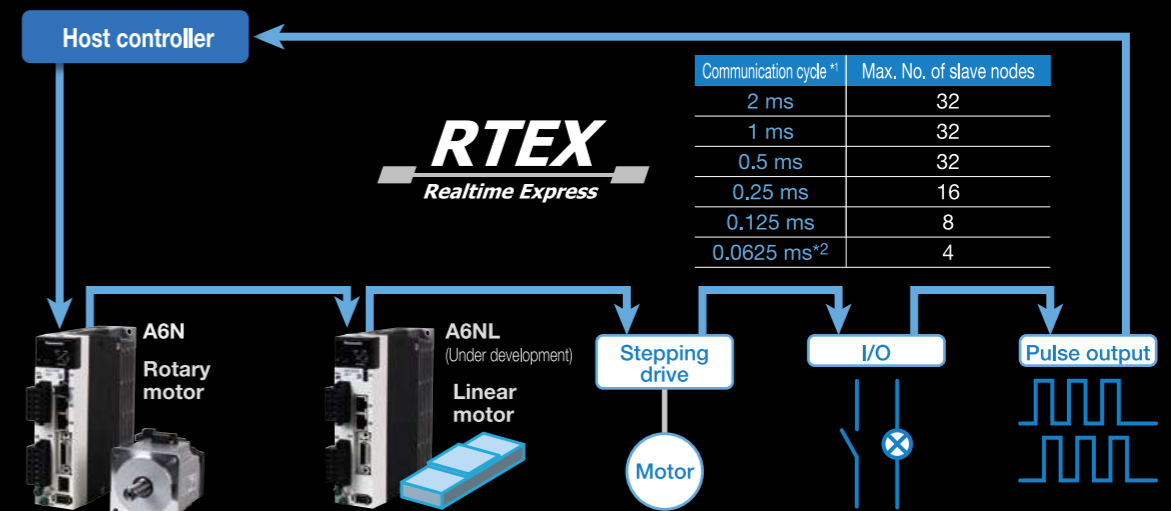 Host controller
Communication cycle *1 Max. No. of slave nodes
2 ms 32
1 ms 32
0.5 ms 32
0.25 ms 16
0.125 ms 8
0.0625 ms*2 4
RTEX
Realtime Express
A6N
Rotary
motor
A6NL
(Under development)
Linear
motor
Stepping
drive
Motor
I/O
Pulse output